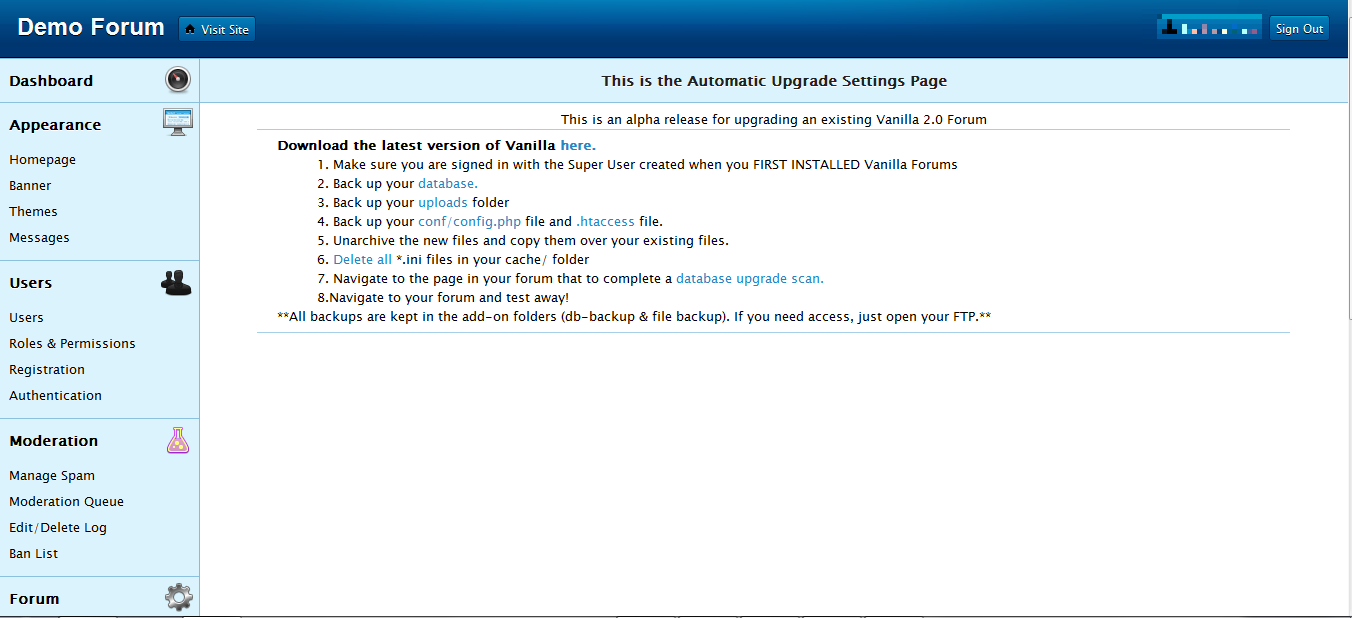 Demo Forum
Visit Site
Sign Out
Dashboard
Appearance
Homepage
Banner
Themes
Messages
Users
Users
Roles & Permissions
Registration
Authentication
Moderation
Manage Spam
Moderation Queue
Edit/Delete Log
Ban List
Forum
This is the Automatic Upgrade Settings Page
This is an alpha release for upgrading an existing Vanilla 2.0 Forum
Download the latest version of Vanilla here.
1. Make sure you are signed in with the Super User created when you FIRST INSTALLED Vanilla Forums
2. Back up your database.
3. Back up your uploads folder
4. Back up your conf/config.php file and .htaccess file.
5. Unarchive the new files and copy them over your existing files.
6. Delete all *.ini files in your cache/ folder
7. Navigate to the page in your forum that to complete a database upgrade scan.
8.Navigate to your forum and test away!
**All backups are kept in the add-on folders (db-backup & file backup). If you need access, just open your FTP.**